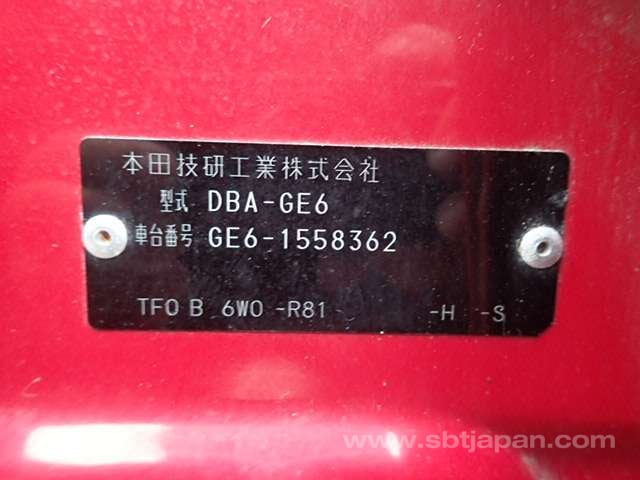 本田技研工業株式会社
型式 DBA-GE6
車台番号 GE6-1558362
TF0 B 6W0 -R81 -H -S
www.sbtjapan.com